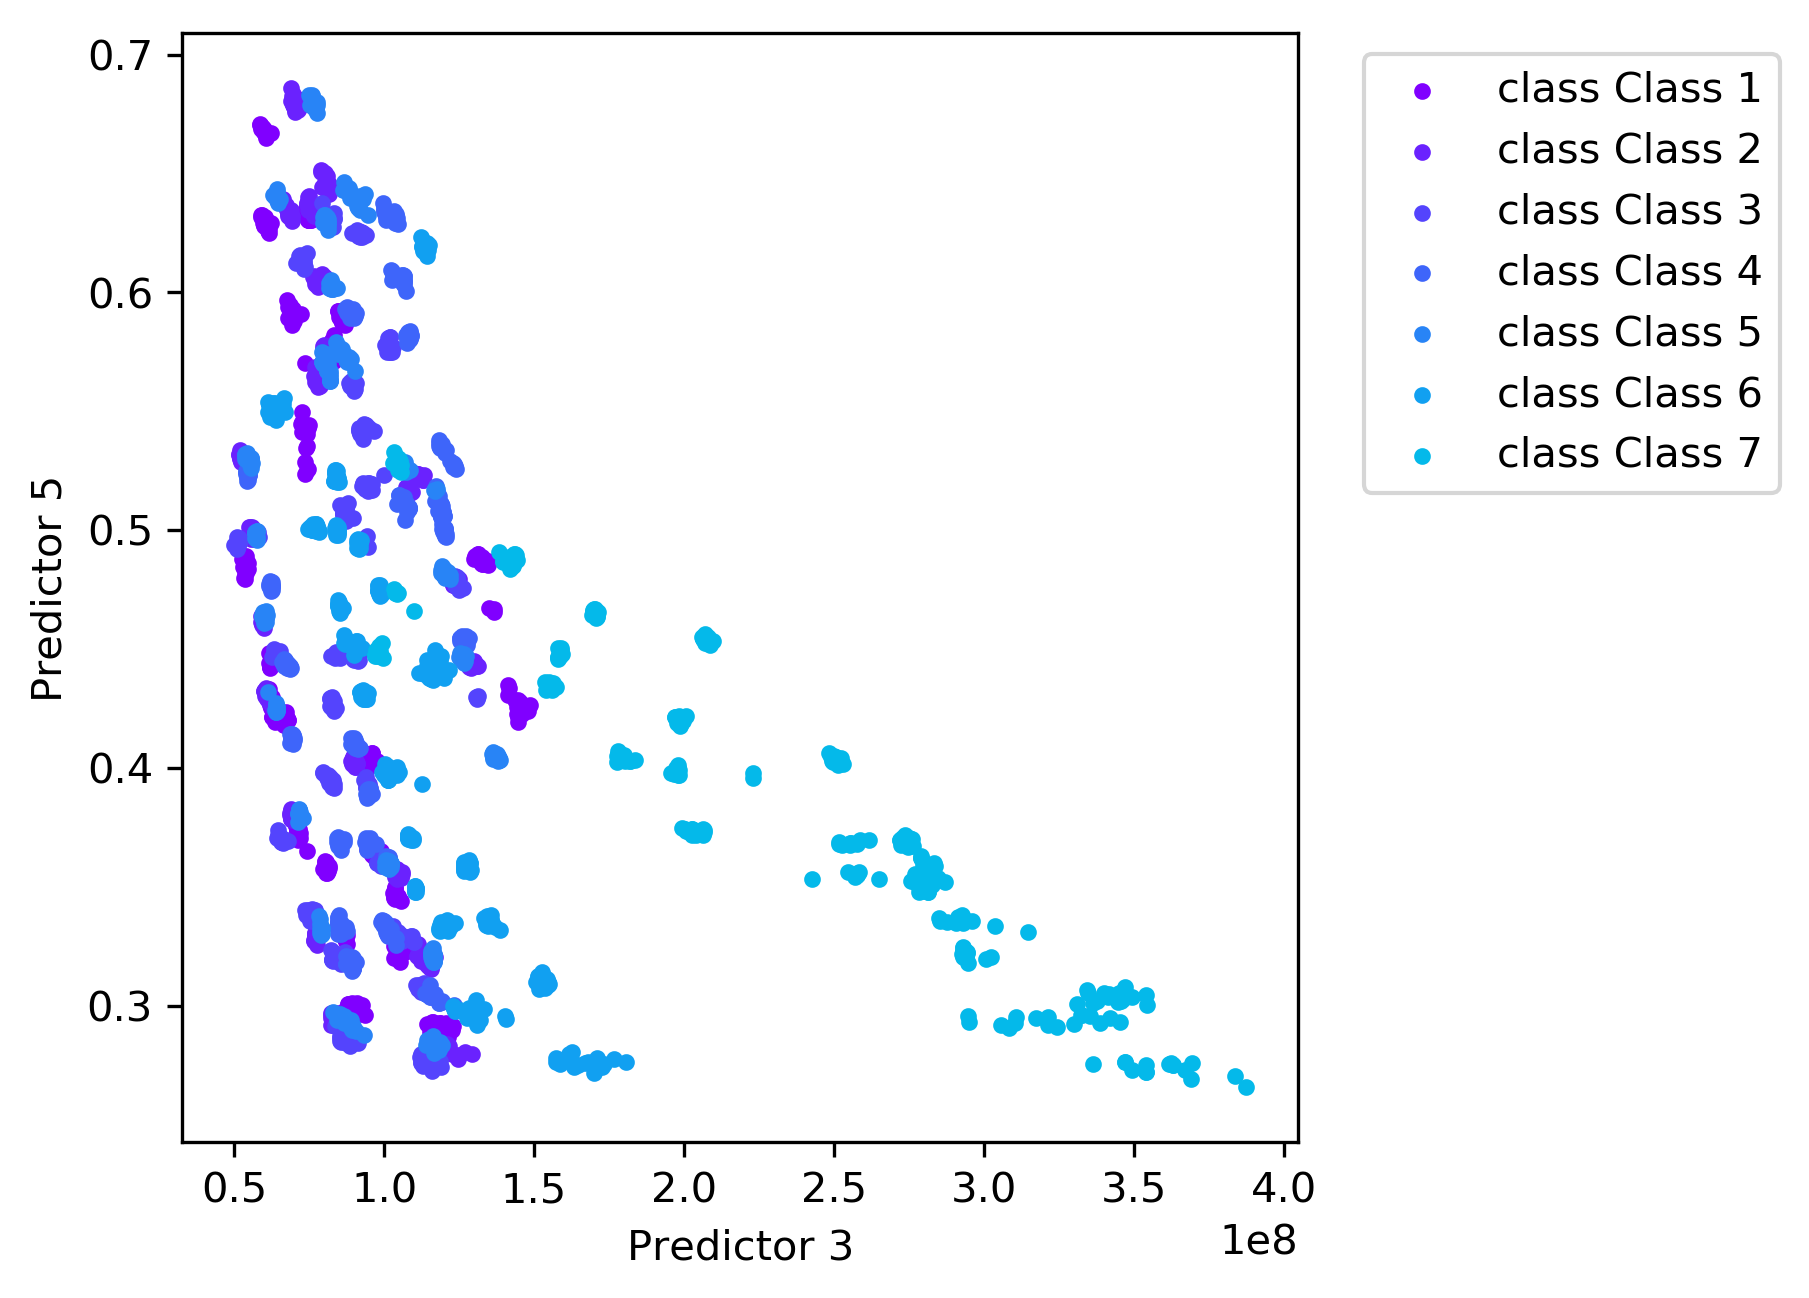 0.7
0.6
0.5
0.4
0.3
Predictor 5
0.5 1.0 1.5 2.0 2.5 3.0 3.5 4.0
1e8
Predictor 3
class Class 1
class Class 2
class Class 3
class Class 4
class Class 5
class Class 6
class Class 7